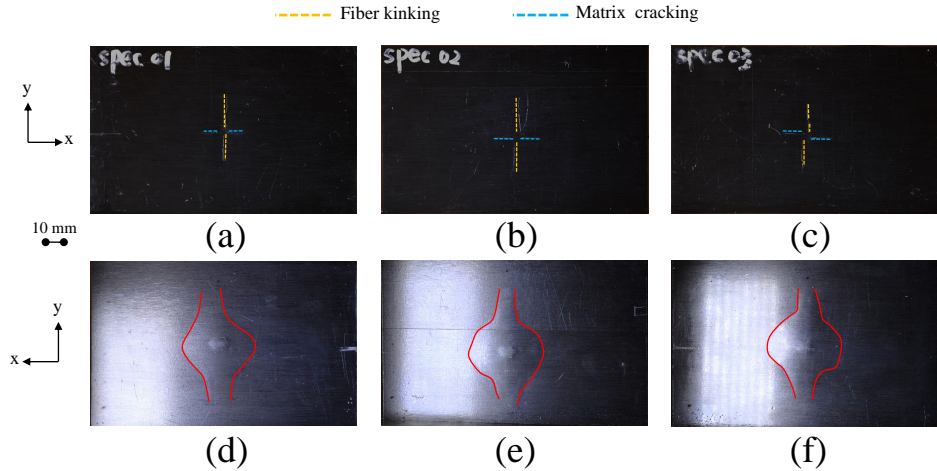 Fiber kinking
Matrix cracking
spec 01
spec 02
spec 03
y
x
(a)
(b)
(c)
10 mm
y
x
(d)
(e)
(f)